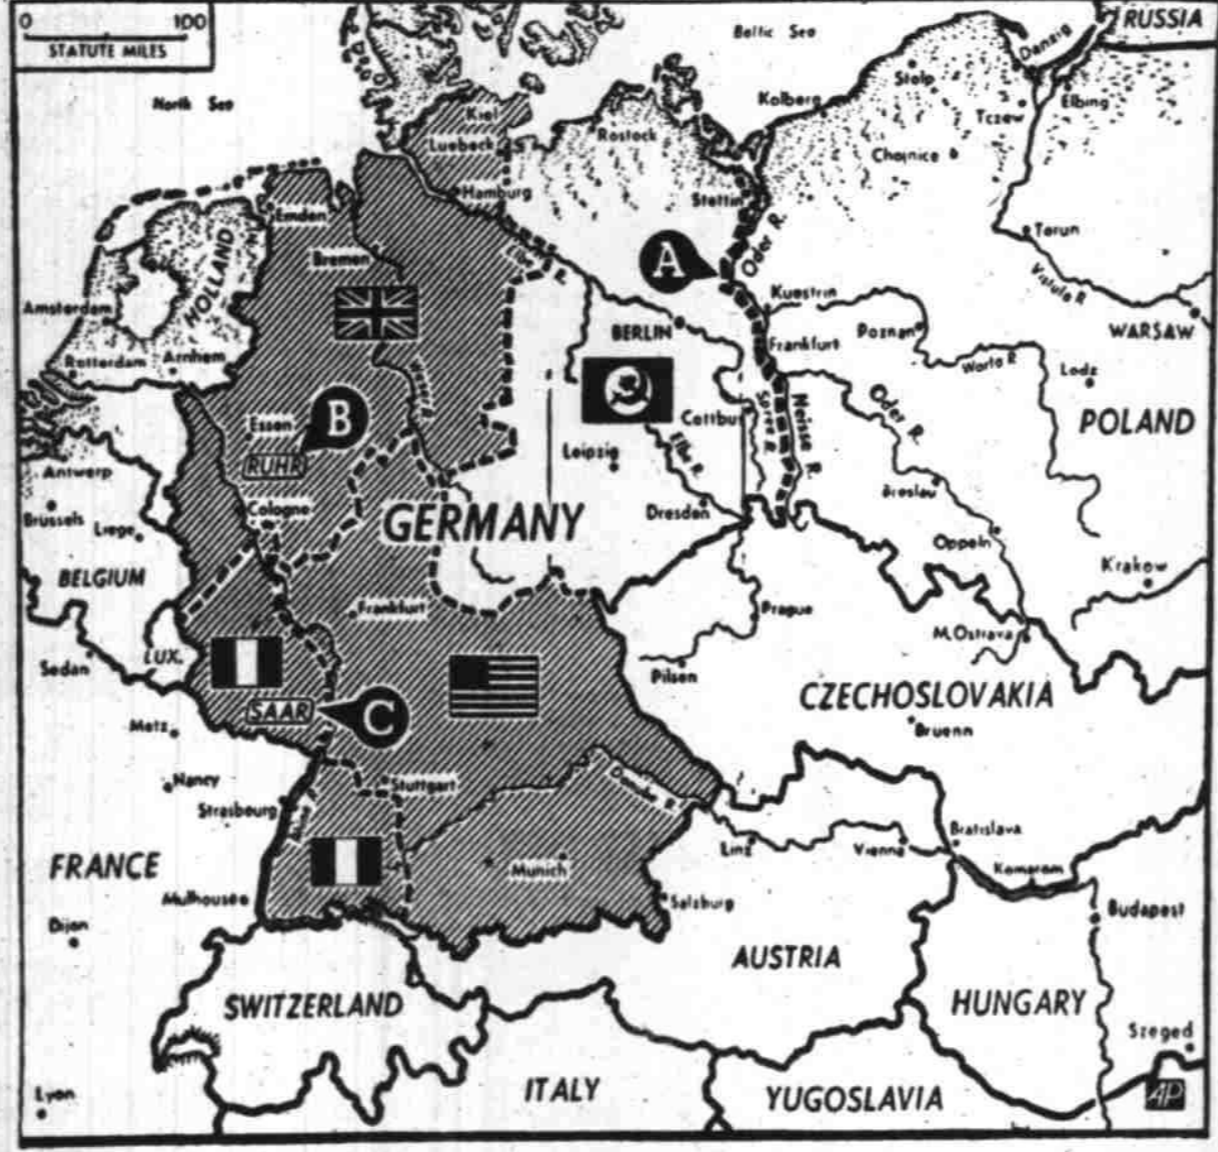 0 100
STATUTE MILES
North Sea
Baltic Sea
RUSSIA
Danzig
Stolp
Elbing
Kolberg
Tczew
Chojnice
Kiel
Luebeck
Rostock
Hamburg
Stettin
Emden
HOLLAND
Bremen
A
Oder R.
Torun
Vistula R.
Amsterdam
Kuestrin
BERLIN
Poznan
WARSAW
Rotterdam
Arnhem
Frankfurt
Warta R
Lodz
Weser R.
Spree R.
Neisse R.
Oder R.
POLAND
Essen
B
Cottbus
RUHR
Leipzig
Elbe R.
Antwerp
Cologne
Breslau
Brussels
Liege
GERMANY
Dresden
Oppeln
BELGIUM
Krakow
Frankfurt
Prague
M.Ostrava
LUX.
Sedan
Pilsen
CZECHOSLOVAKIA
SAAR
C
Metz
Bruenn
Nancy
Stuttgart
Danube R.
Strasbourg
Rhine
Bratislava
Linz
Vienna
FRANCE
Munich
Komarom
Mulhouse
Salzburg
Budapest
Dijon
AUSTRIA
SWITZERLAND
HUNGARY
Szeged
Lyon
ITALY
YUGOSLAVIA
AP